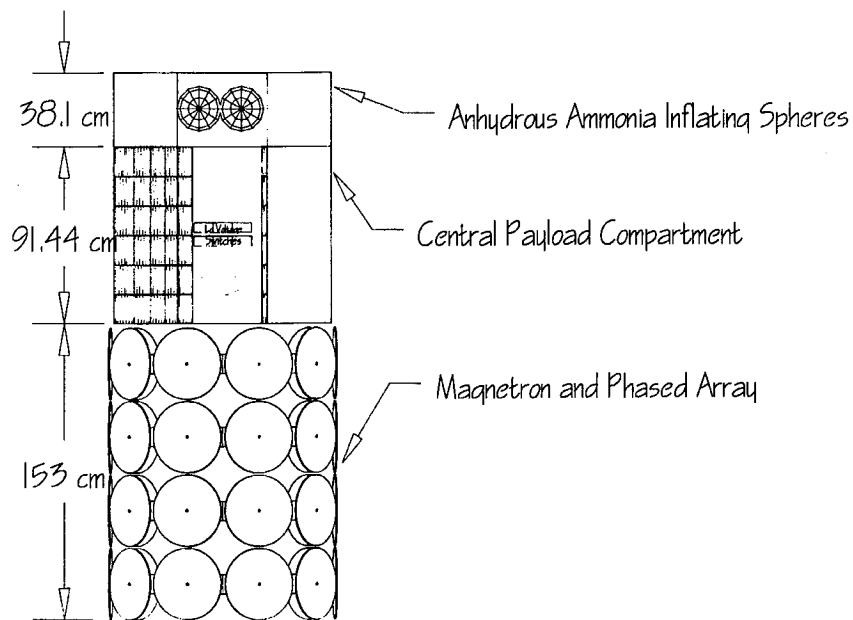 38.1 cm
Anhydrous Ammonia Inflating Spheres
91.44 cm
Switches
Central Payload Compartment
Magnetron and Phased Array
153 cm